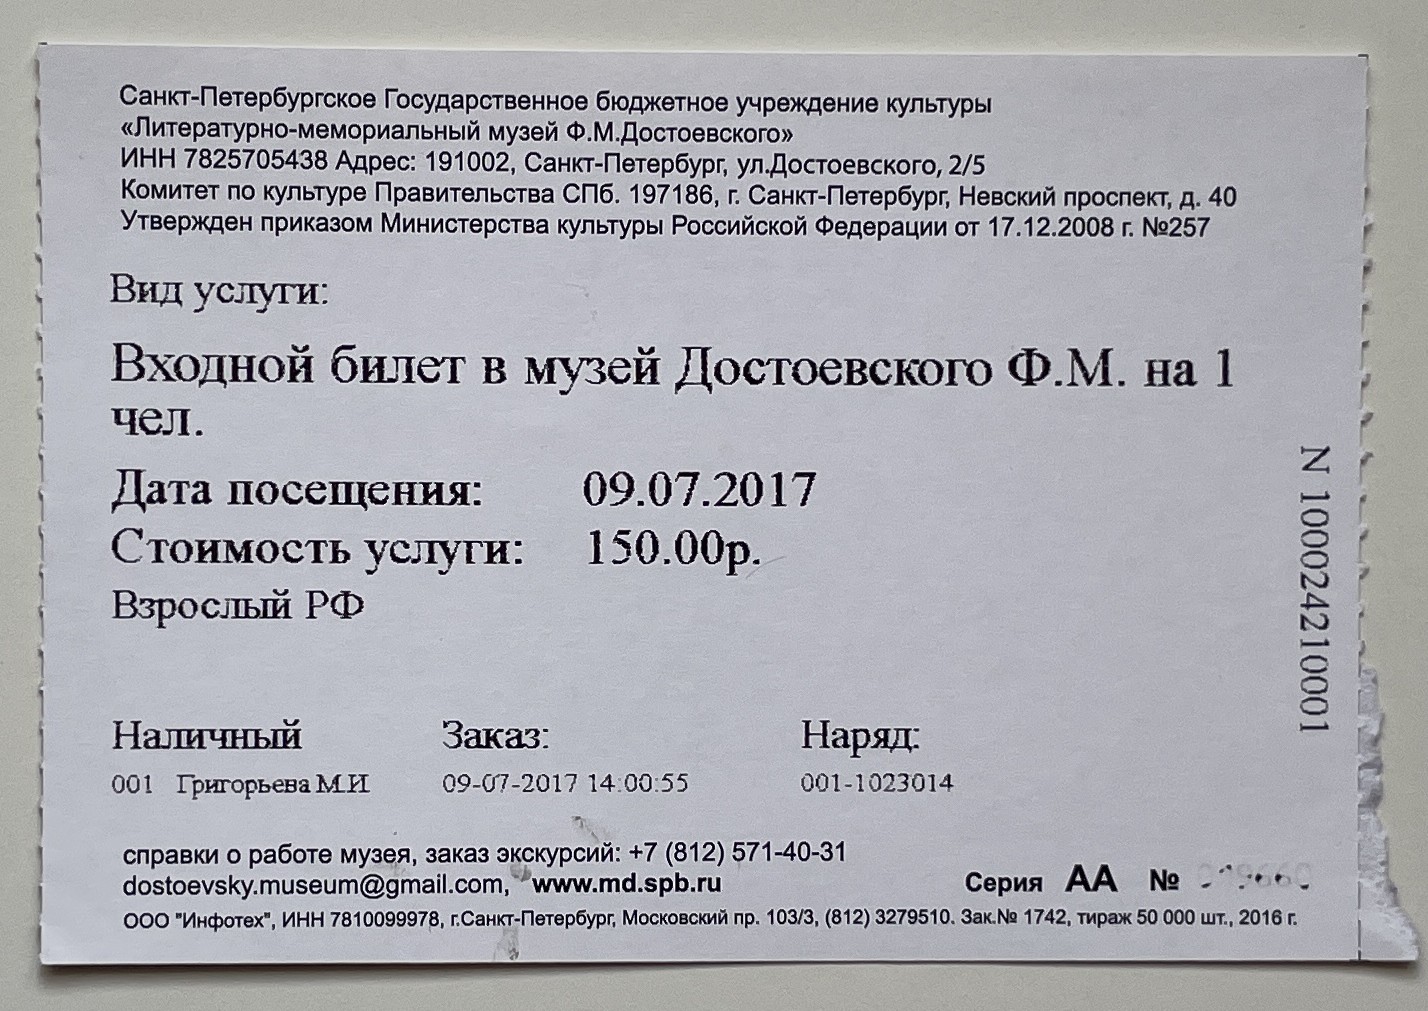 Санкт-Петербургское Государственное бюджетное учреждение культуры
«Литературно-мемориальный музей Ф.М.Достоевского»
ИНН 7825705438 Адрес: 191002, Санкт-Петербург, ул.Достоевского, 2/5
Комитет по культуре Правительства СПб. 197186, г. Санкт-Петербург, Невский проспект, д. 40
Утвержден приказом Министерства культуры Российской Федерации от 17.12.2008 г. №257
Вид услуги:
Входной билет в музей Достоевского Ф.М. на 1
чел.
Дата посещения: 09.07.2017
Стоимость услуги: 150.00р.
Взрослый РФ
N 10002421 0001
Наличный Заказ: Наряд:
001 Григорьева М.И 09-07-2017 14:00:55 001-1023014
справки о работе музея, заказ экскурсий: +7 (812) 571-40-31
dostoevsky.museum@gmail.com, www.md.spb.ru
Серия АА №
ООО "Инфотех", ИНН 7810099978, г.Санкт-Петербург, Московский пр. 103/3, (812) 3279510. Зак.№ 1742, тираж 50 000 шт., 2016 г.